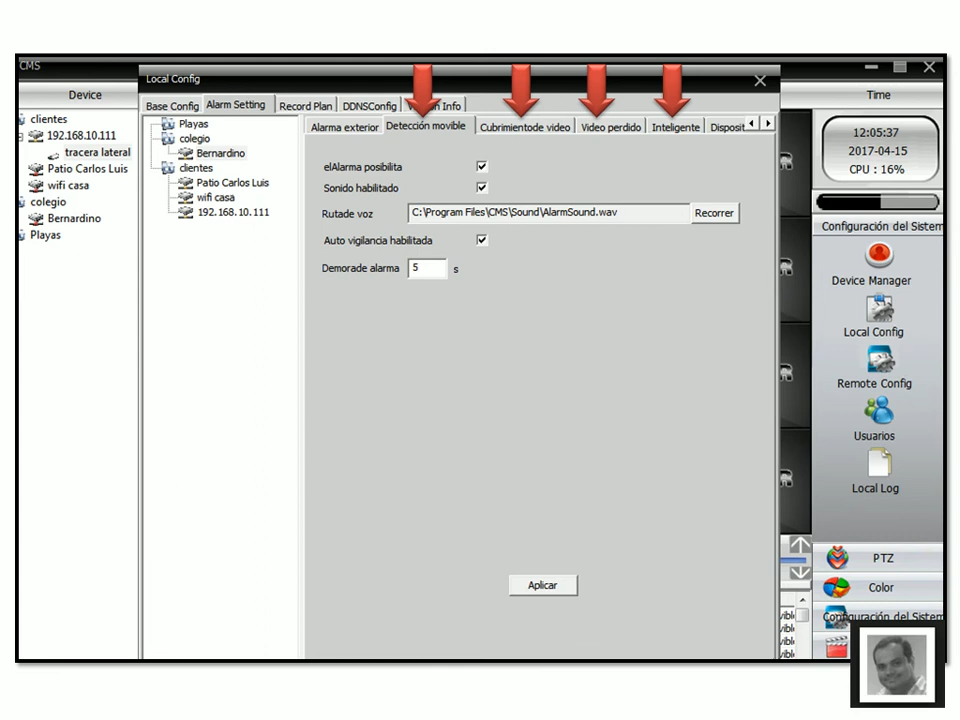 CMS
Device
clientes
192.168.10.111
tracera lateral
Patio Carlos Luis
wifi casa
colegio
Bernardino
Playas
Local Config
Base Config
Alarm Setting
Record Plan
DDNSConfig
Info
Playas
colegio
Bernardino
clientes
Patio Carlos Luis
wifi casa
192.168.10.111
Alarma exterior
Detección movible
Cubrimientode video
Video perdido
Inteligente
Disposit
elAlarma posibilita
Sonido habilitado
Rutade voz
C:\Program Files\CMS\Sound\AlarmSound.wav
Recorrer
Auto vigilancia habilitada
Demorade alarma
5
s
Aplicar
Time
12:05:37
2017-04-15
CPU : 16%
Configuración del Sistem
Device Manager
Local Config
Remote Config
Usuarios
Local Log
PTZ
Color
Configuración del Sistem